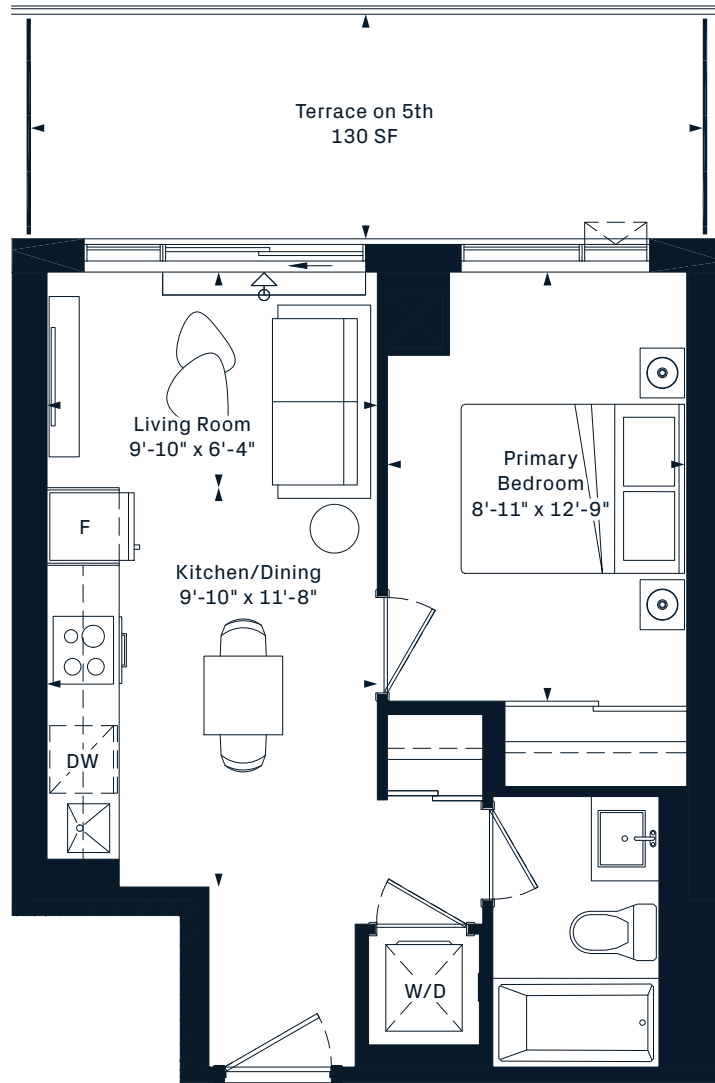 Terrace on 5th
130 SF
Living Room
9'-10" x 6'-4"
Primary
Bedroom
8'-11" x 12'-9"
F
Kitchen/Dining
9'-10" x 11'-8"
DW
W/D